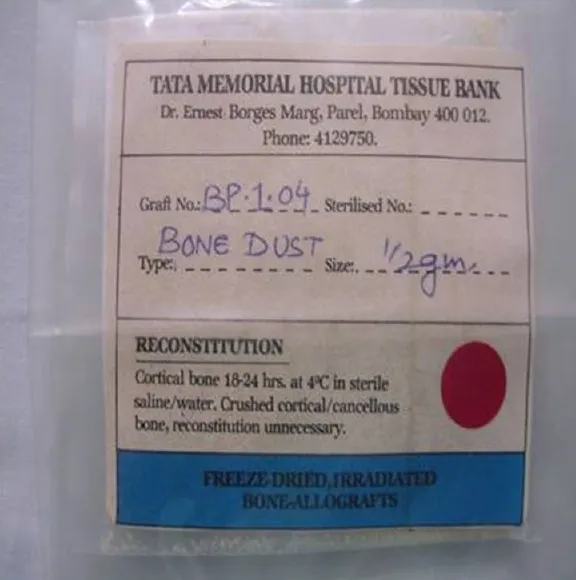 TATA MEMORIAL HOSPITAL TISSUE BANK
Dr. Ernest Borges Marg, Parel, Bombay 400 012.
Phone: 4129750.
Graft No.: BP.1.04 Sterilised No.:
Type: BONE DUST Size: 1/2gm.
RECONSTITUTION
Cortical bone 18-24 hrs. at 4ºC in sterile
saline/water. Crushed cortical/cancellous
bone, reconstitution unnecessary.
FREEZE-DRIED, IRRADIATED
BONE-ALLOGRAFTS